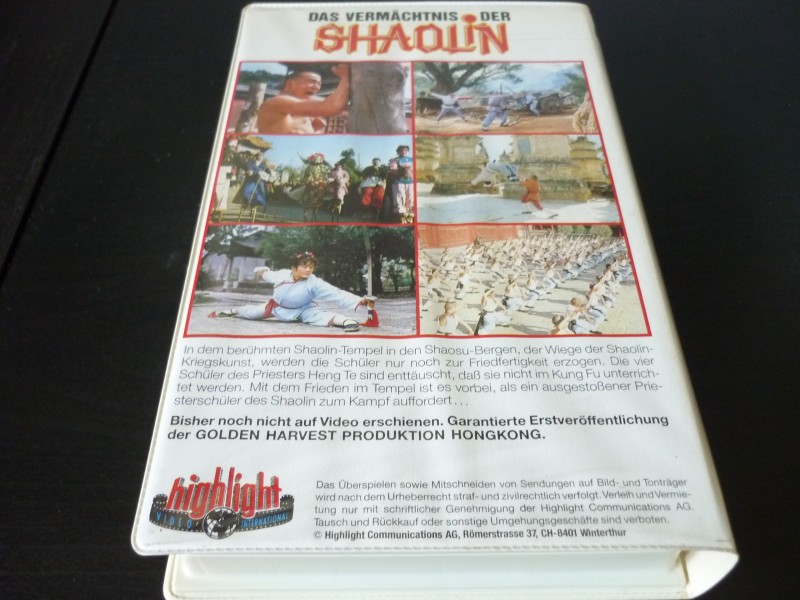 DAS VERMÄCHTNIS DER
SHAOLIN
In dem berühmten Shaolin-Tempel in den Shaosu-Bergen, der Wiege der Shaolin-
Kriegskunst, werden die Schüler nur noch zur Friedfertigkeit erzogen. Die vier
Schüler des Priesters Heng Te sind enttäuscht, daß sie nicht im Kung Fu unterrich-
tet werden. Mit dem Frieden im Tempel ist es vorbei, als ein ausgestoßener Prie-
sterschüler des Shaolin zum Kampf auffordert...
Bisher noch nicht auf Video erschienen. Garantierte Erstveröffentlichung
der GOLDEN HARVEST PRODUKTION HONGKONG.
highlight
VIDEO INTERNATIONAL
Das Überspielen sowie Mitschneiden von Sendungen auf Bild- und Tonträger
wird nach dem Urheberrecht straf- und zivilrechtlich verfolgt. Verleih und Vermie-
tung nur mit schriftlicher Genehmigung der Highlight Communications AG.
Tausch und Rückkauf oder sonstige Umgehungsgeschäfte sind verboten.
© Highlight Communications AG, Römerstrasse 37, CH-8401 Winterthur